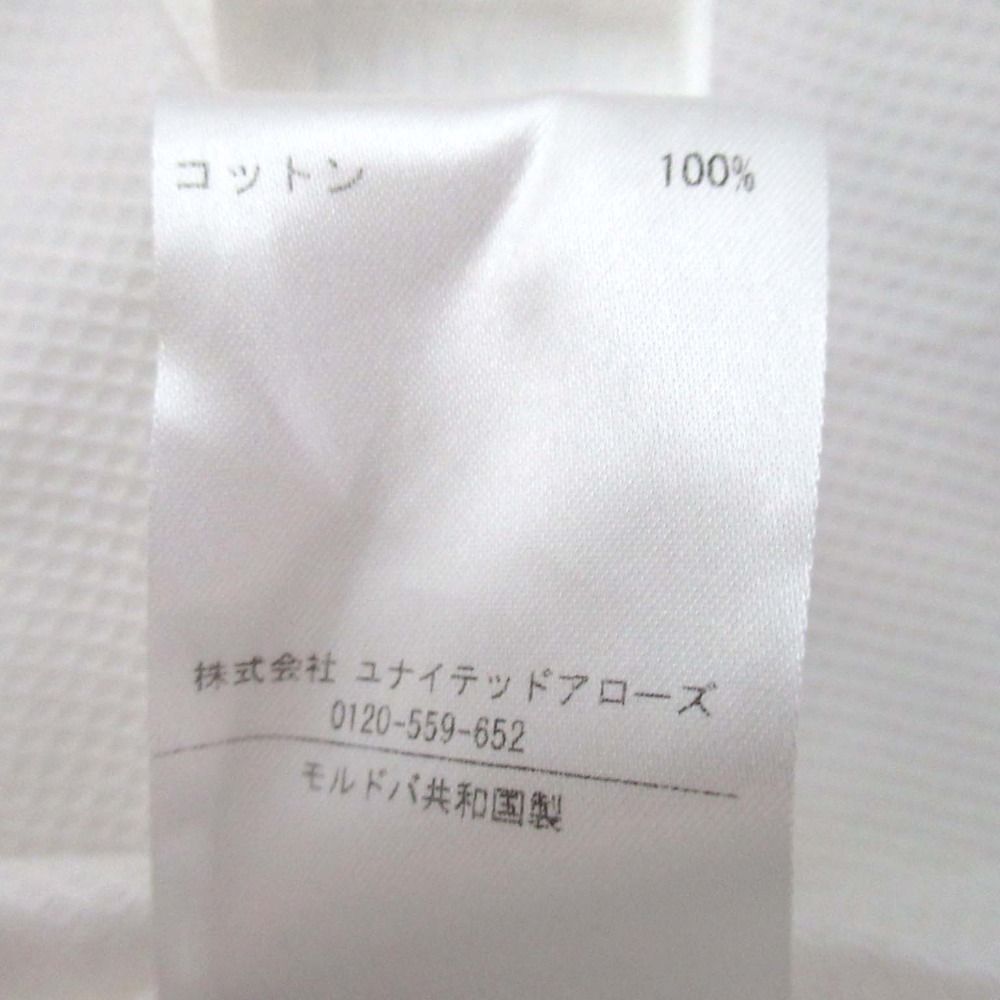 コットン 100%
株式会社 ユナイテッドアローズ
0120-559-652
モルドバ共和国製